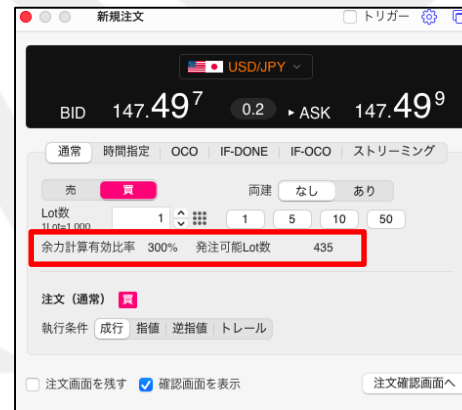 新規注文 トリガー
USD/JPY
BID 147.497 0.2 ▸ ASK 147.499
通常 時間指定 OCO IF-DONE IF-OCO ストリーミング
売 買 両建 なし あり
Lot数 1 1 5 10 50
1Lot=1,000
余力計算有効比率 300% 発注可能Lot数 435
注文（通常） 買
執行条件 成行 指値 逆指値 トレール
注文画面を残す 確認画面を表示 注文確認画面へ